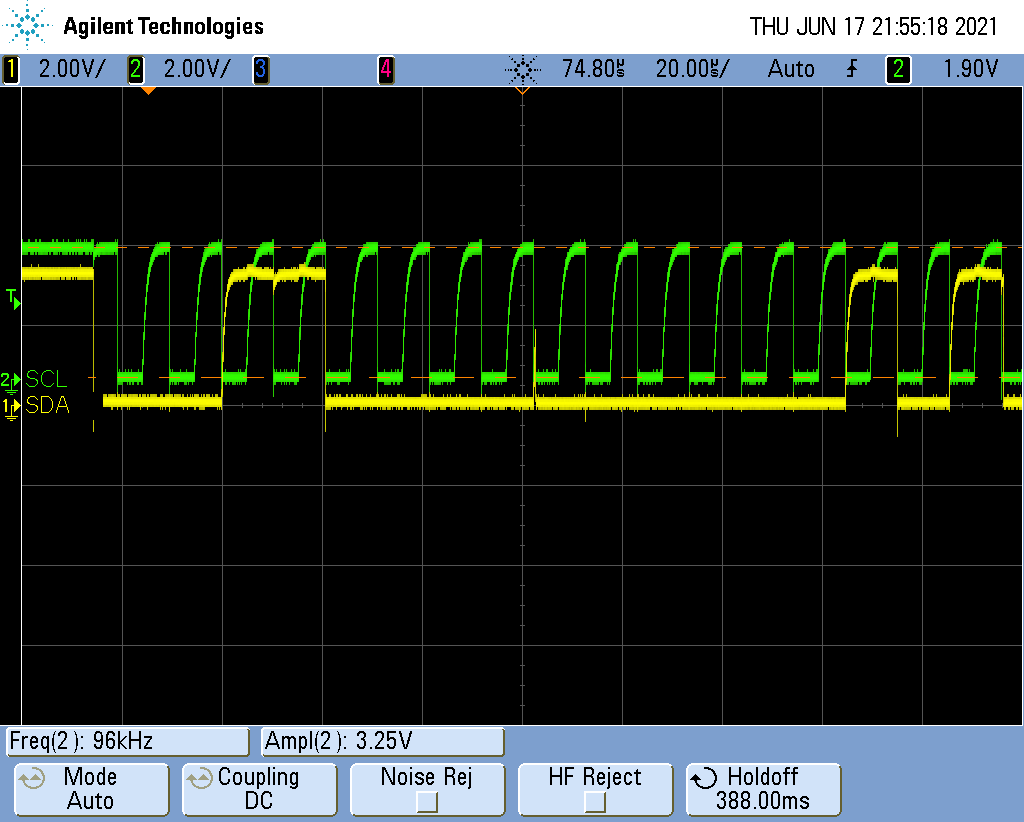 Agilent Technologies THU JUN 17 21:55:18 2021
1 2.00V/ 2 2.00V/ 3 4 74.80µs 20.00µs/ Auto 2 1.90V
T
2 SCL
1 SDA
Freq(2): 96kHz Ampl(2): 3.25V
Mode Coupling Noise Rej HF Reject Holdoff
Auto DC 388.00ms